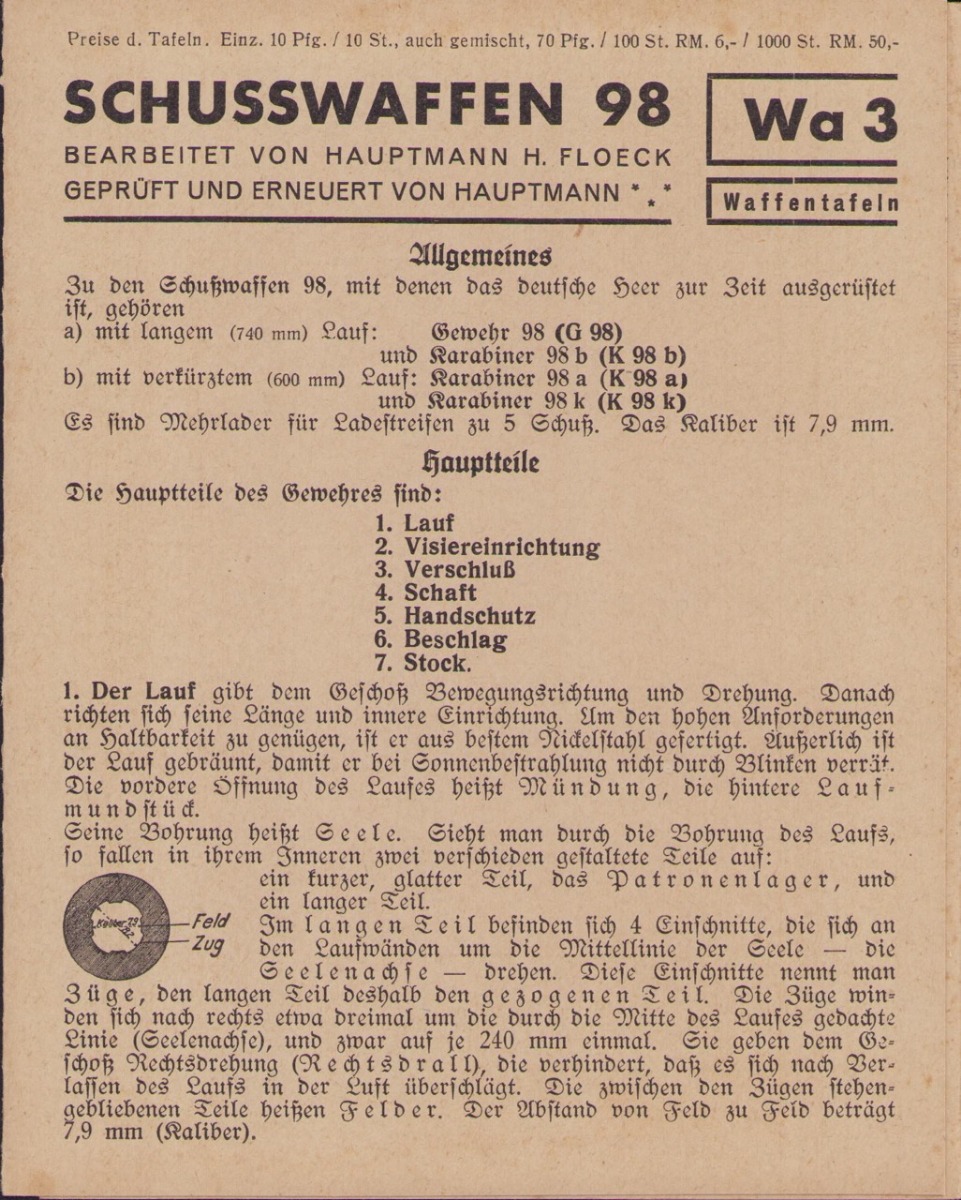 Preise d. Tafeln. Einz. 10 Pfg. / 10 St., auch gemischt, 70 Pfg. / 100 St. RM. 6,- / 1000 St. RM. 50,-
SCHUSSWAFFEN 98
BEARBEITET VON HAUPTMANN H. FLOECK
GEPRÜFT UND ERNEUERT VON HAUPTMANN * * *
Wa 3
Waffentafeln
Allgemeines
Zu den Schußwaffen 98, mit denen das deutsche Heer zur Zeit ausgerüstet
ist, gehören
a) mit langem (740 mm) Lauf: Gewehr 98 (G 98)
und Karabiner 98 b (K 98 b)
b) mit verkürztem (600 mm) Lauf: Karabiner 98 a (K 98 a)
und Karabiner 98 k (K 98 k)
Es sind Mehrlader für Ladestreifen zu 5 Schuß. Das Kaliber ist 7,9 mm.
Hauptteile
Die Hauptteile des Gewehres sind:
1. Lauf
2. Visiereinrichtung
3. Verschluß
4. Schaft
5. Handschutz
6. Beschlag
7. Stock.
1. Der Lauf gibt dem Geschoß Bewegungsrichtung und Drehung. Danach
richten sich seine Länge und innere Einrichtung. Um den hohen Anforderungen
an Haltbarkeit zu genügen, ist er aus bestem Nickelstahl gefertigt. Äußerlich ist
der Lauf gebräunt, damit er bei Sonnenbestrahlung nicht durch Blinken verrät.
Die vordere Öffnung des Laufes heißt Mündung, die hintere Lauf-
mundstück.
Seine Bohrung heißt Seele. Sieht man durch die Bohrung des Laufs,
so fallen in ihrem Inneren zwei verschieden gestaltete Teile auf:
ein kurzer, glatter Teil, das Patronenlager, und
ein langer Teil.
Kaliber 7,9
Feld
Zug
Im langen Teil befinden sich 4 Einschnitte, die sich an
den Laufwänden um die Mittellinie der Seele — die
Seelenachse — drehen. Diese Einschnitte nennt man
Züge, den langen Teil deshalb den gezogenen Teil. Die Züge win-
den sich nach rechts etwa dreimal um die durch die Mitte des Laufes gedachte
Linie (Seelenachse), und zwar auf je 240 mm einmal. Sie geben dem Ge-
schoß Rechtsdrehung (Rechtsdrall), die verhindert, daß es sich nach Ver-
lassen des Laufs in der Luft überschlägt. Die zwischen den Zügen stehen-
gebliebenen Teile heißen Felder. Der Abstand von Feld zu Feld beträgt
7,9 mm (Kaliber).